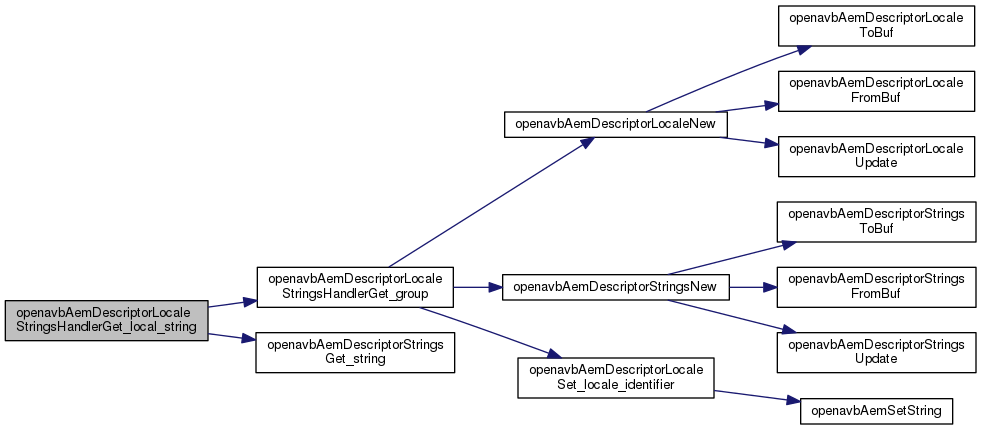 openavbAemDescriptorLocale
StringsHandlerGet_local_string
openavbAemDescriptorLocale
StringsHandlerGet_group
openavbAemDescriptorStrings
Get_string
openavbAemDescriptorLocaleNew
openavbAemDescriptorStringsNew
openavbAemDescriptorLocale
Set_locale_identifier
openavbAemDescriptorLocale
ToBuf
openavbAemDescriptorLocale
FromBuf
openavbAemDescriptorLocale
Update
openavbAemDescriptorStrings
ToBuf
openavbAemDescriptorStrings
FromBuf
openavbAemDescriptorStrings
Update
openavbAemSetString